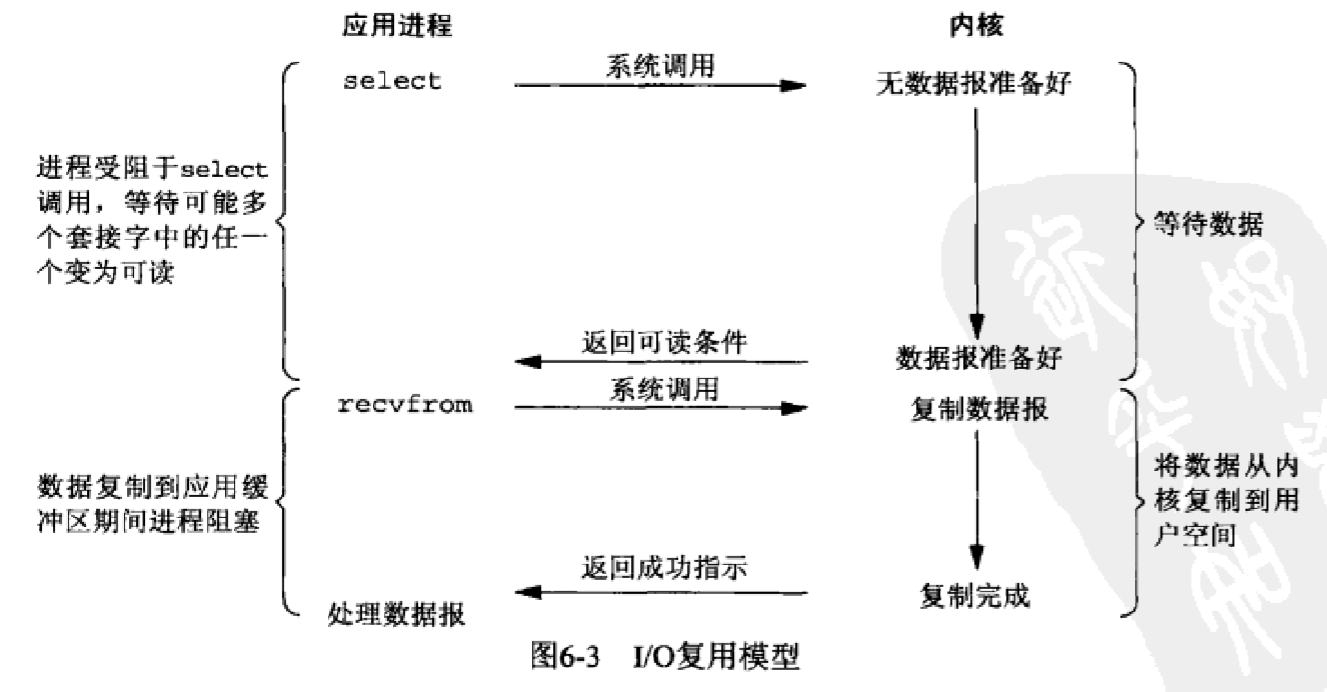 应用进程
内核
select
系统调用
无数据报准备好
进程受阻于select
调用，等待可能多
个套接字中的任一
个变为可读
等待数据
返回可读条件
数据报准备好
recvfrom
系统调用
复制数据报
数据复制到应用缓
冲区期间进程阻塞
将数据从内
核复制到用
户空间
返回成功指示
复制完成
处理数据报
图6-3 I/O复用模型